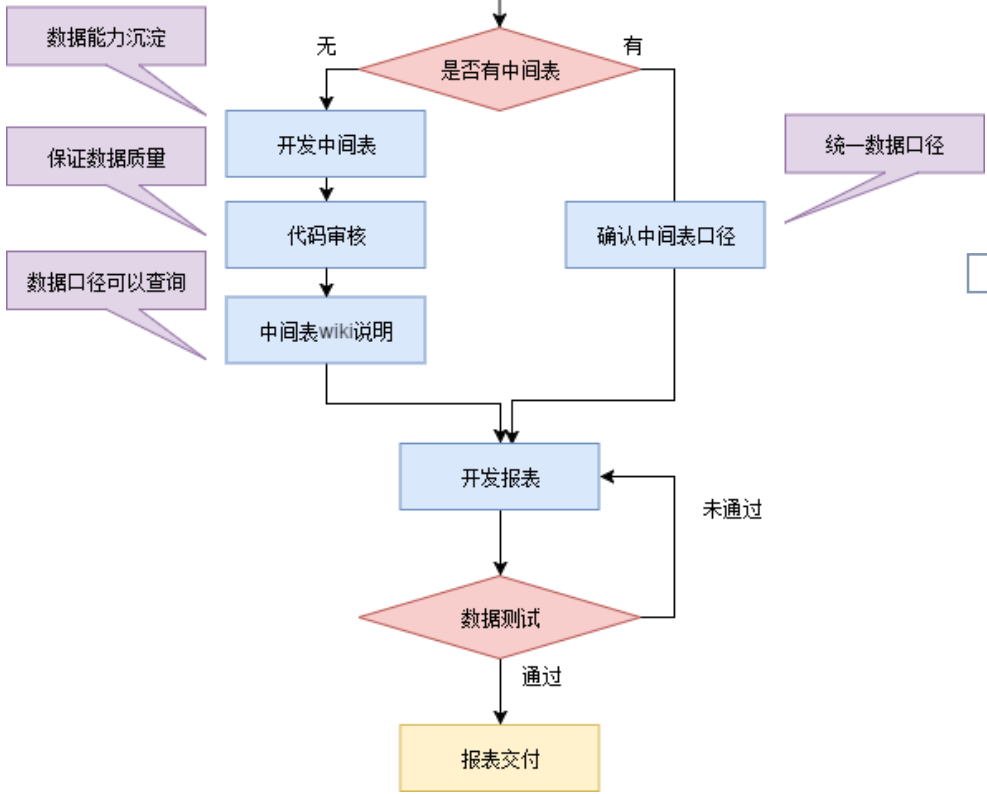 数据能力沉淀
无
有
是否有中间表
开发中间表
保证数据质量
统一数据口径
代码审核
确认中间表口径
数据口径可以查询
中间表wiki说明
开发报表
未通过
数据测试
通过
报表交付